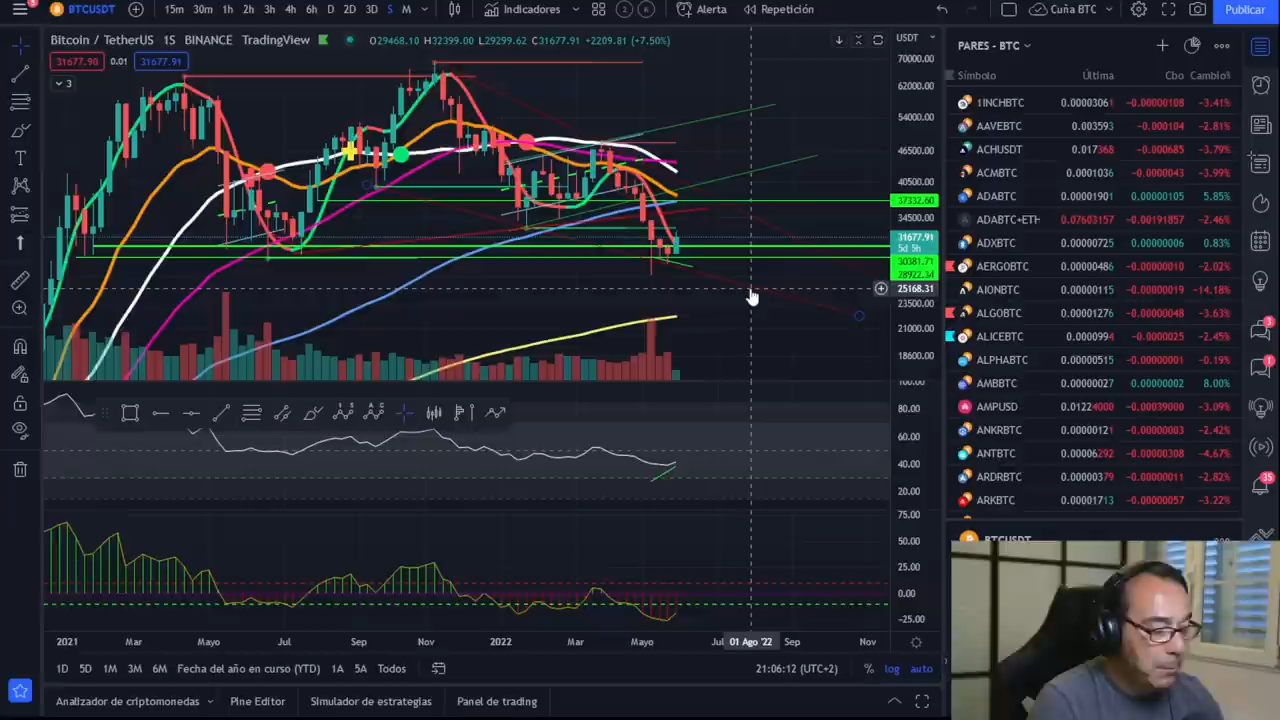 3 BTCUSDT 15m 30m 1h 2h 3h 4h 6h D 2D 3D S M Indicadores 2 K Alerta Repetición Cuña BTC Publicar
Bitcoin / TetherUS 1S BINANCE TradingView O29468.10 H32399.00 L29299.62 C31677.91 +2209.81 (+7.50%) USDT
31677.90 0.01 31677.91
3
70000.00
62000.00
54000.00
46500.00
40500.00
37332.60
34500.00
31677.91
5d 5h
30381.71
28922.34
25168.31
23500.00
21000.00
18600.00
100.00
80.00
60.00
40.00
20.00
75.00
50.00
25.00
0.00
−25.00
2021 Mar Mayo Jul Sep Nov 2022 Mar Mayo Jul 01 Ago '22 Sep Nov
1D 5D 1M 3M 6M Fecha del año en curso (YTD) 1A 5A Todos 21:06:12 (UTC+2) % log auto
Analizador de criptomonedas Pine Editor Simulador de estrategias Panel de trading
PARES - BTC
Símbolo Última Cbo Cambio%
1INCHBTC 0.00003061 −0.00000108 −3.41%
AAVEBTC 0.003593 −0.000104 −2.81%
ACHUSDT 0.017368 −0.000685 −3.79%
ACMBTC 0.0001036 −0.0000043 −3.99%
ADABTC 0.00001901 0.00000105 5.85%
ADABTC+ETH 0.07603157 −0.00191857 −2.46%
ADXBTC 0.00000725 0.00000006 0.83%
AERGOBTC 0.00000486 −0.00000010 −2.02%
AIONBTC 0.00000115 −0.00000019 −14.18%
ALGOBTC 0.00001276 −0.00000048 −3.63%
ALICEBTC 0.0000994 −0.0000025 −2.45%
ALPHABTC 0.00000515 −0.00000001 −0.19%
AMBBTC 0.00000027 0.00000002 8.00%
AMPUSD 0.01224000 −0.00039000 −3.09%
ANKRBTC 0.00000121 −0.00000003 −2.42%
ANTBTC 0.00006292 −0.00000308 −4.67%
ARDRBTC 0.00000379 −0.00000011 −2.82%
ARKBTC 0.00001713 −0.00000057 −3.22%
BTCUSDT
3
1
35